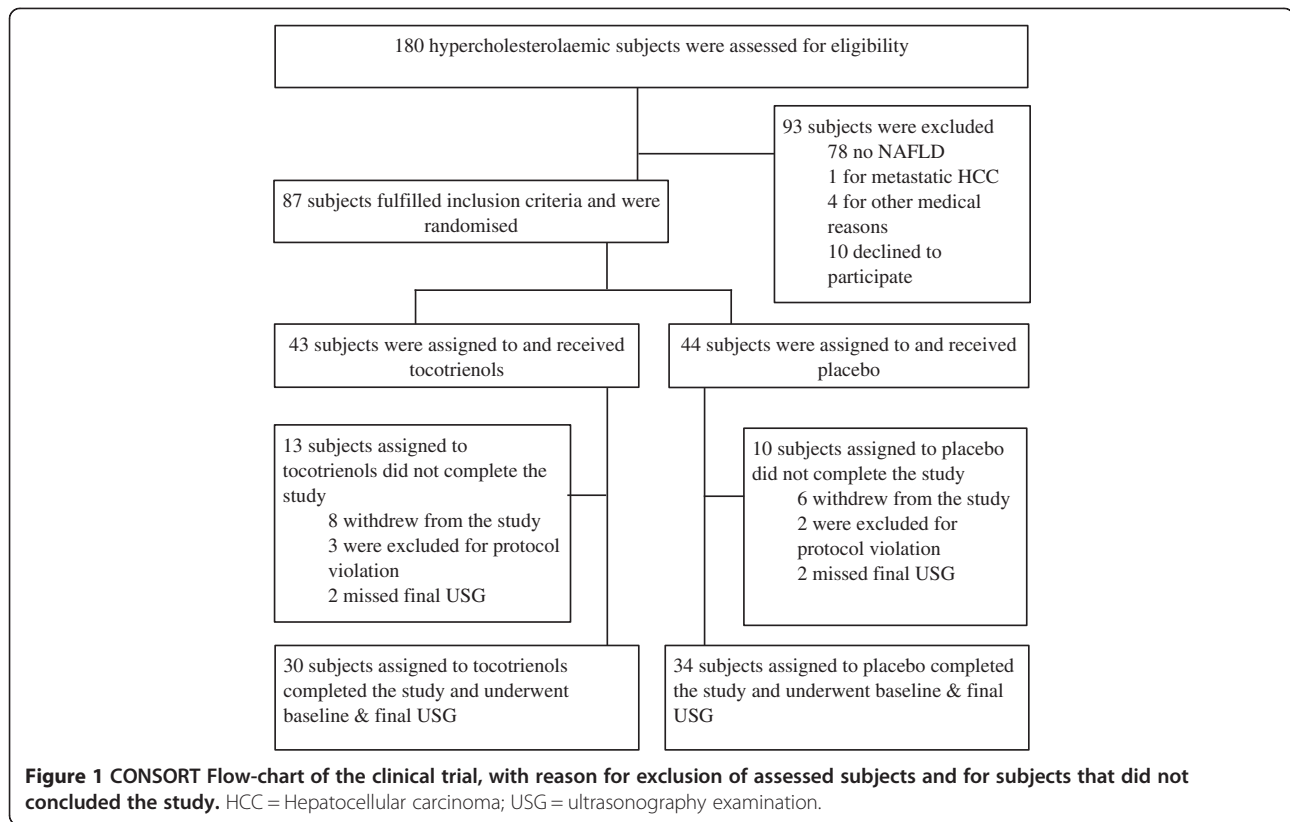 180 hypercholesterolaemic subjects were assessed for eligibility
93 subjects were excluded
78 no NAFLD
1 for metastatic HCC
4 for other medical
reasons
10 declined to
participate
87 subjects fulfilled inclusion criteria and were
randomised
43 subjects were assigned to and received
tocotrienols
44 subjects were assigned to and received
placebo
13 subjects assigned to
tocotrienols did not complete the
study
8 withdrew from the study
3 were excluded for protocol
violation
2 missed final USG
10 subjects assigned to placebo
did not complete the study
6 withdrew from the study
2 were excluded for
protocol violation
2 missed final USG
30 subjects assigned to tocotrienols
completed the study and underwent
baseline & final USG
34 subjects assigned to placebo completed
the study and underwent baseline & final
USG
Figure 1 CONSORT Flow-chart of the clinical trial, with reason for exclusion of assessed subjects and for subjects that did not
concluded the study. HCC = Hepatocellular carcinoma; USG = ultrasonography examination.